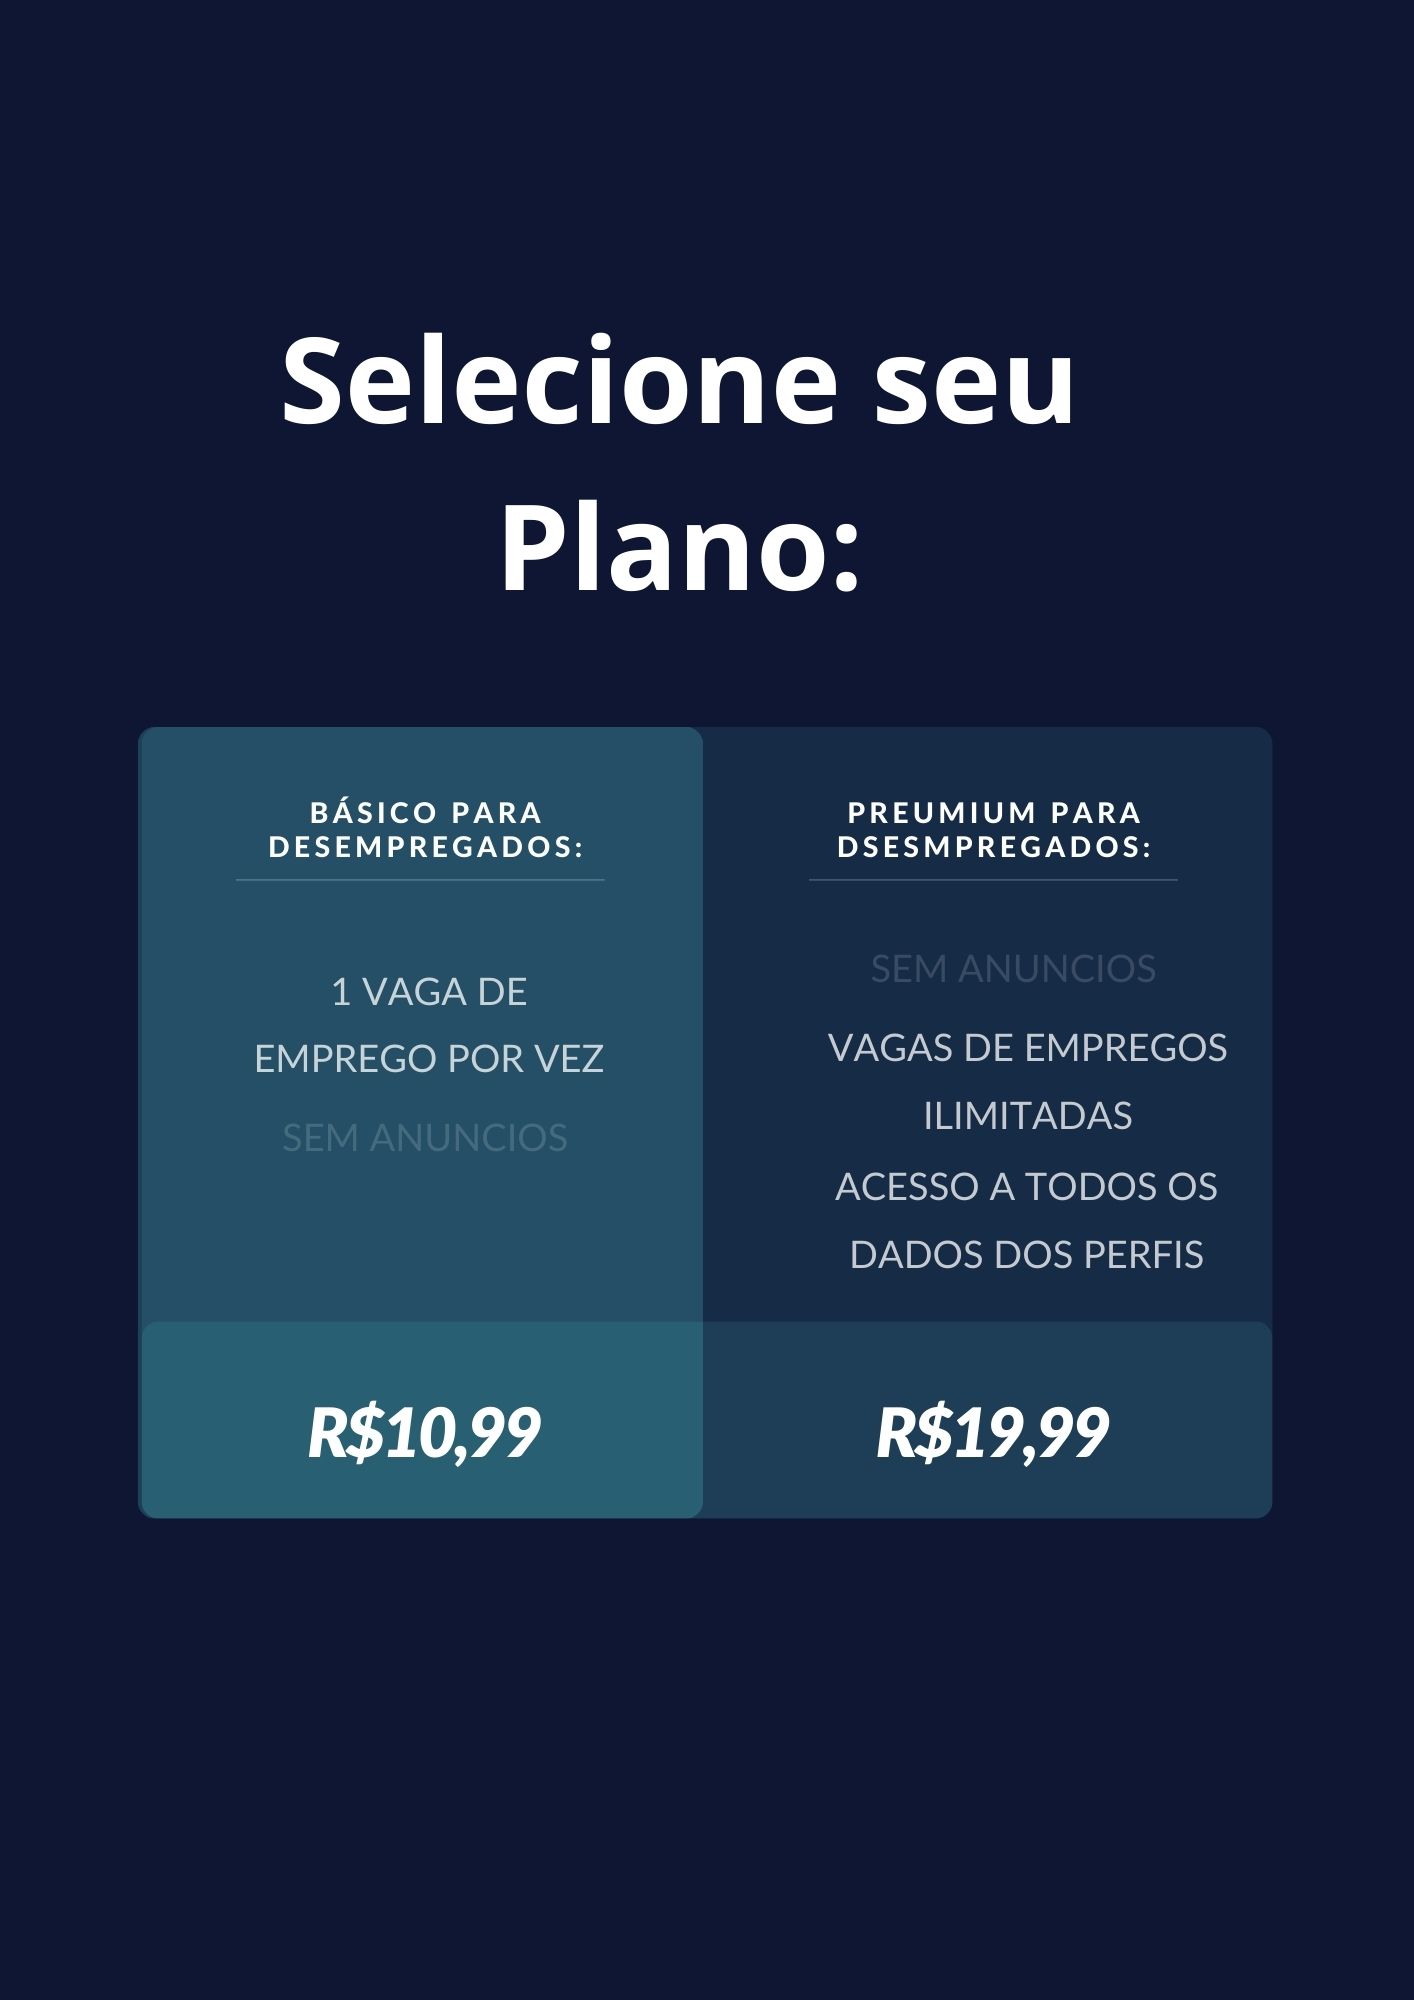 Selecione seu
Plano:
BÁSICO PARA
DESEMPREGADOS:
1 VAGA DE
EMPREGO POR VEZ
SEM ANUNCIOS
R$10,99
PREUMIUM PARA
DSESMPREGADOS:
SEM ANUNCIOS
VAGAS DE EMPREGOS
ILIMITADAS
ACESSO A TODOS OS
DADOS DOS PERFIS
R$19,99